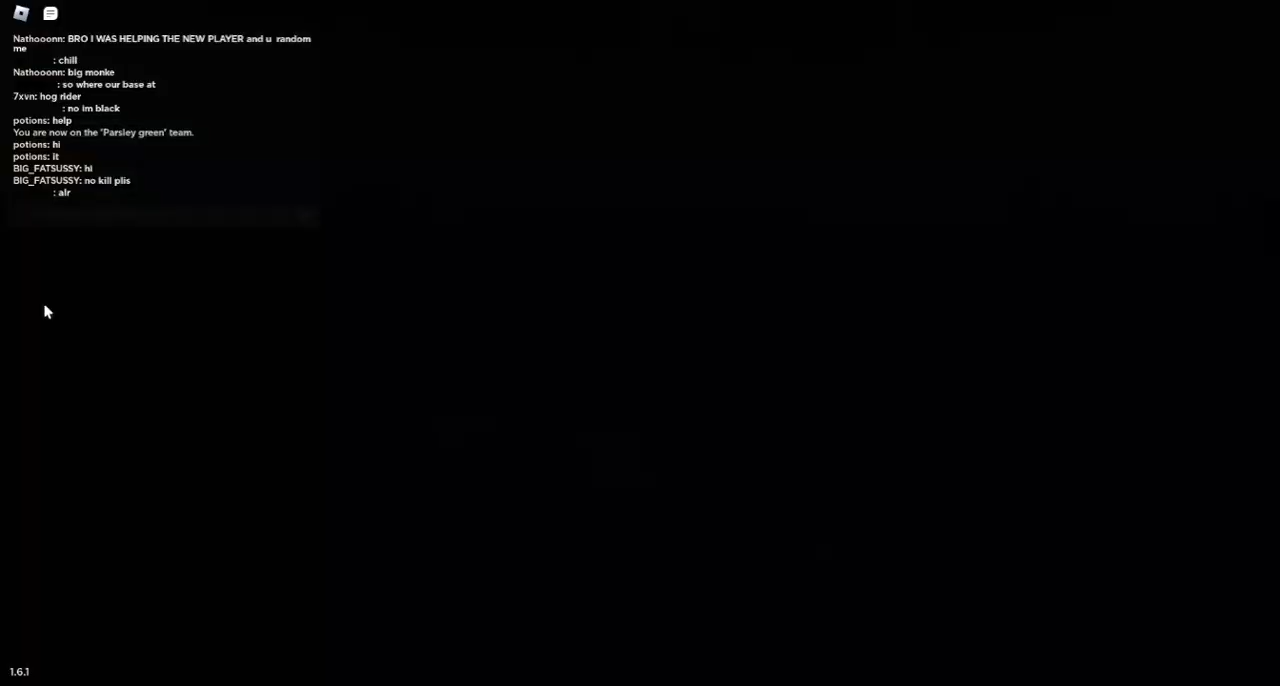 Nathooonn: BRO I WAS HELPING THE NEW PLAYER and u random
me
: chill
Nathooonn: big monke
: so where our base at
7xvn: hog rider
: no im black
potions: help
You are now on the 'Parsley green' team.
potions: hi
potions: it
BIG_FATSUSSY: hi
BIG_FATSUSSY: no kill plis
: alr
1.6.1